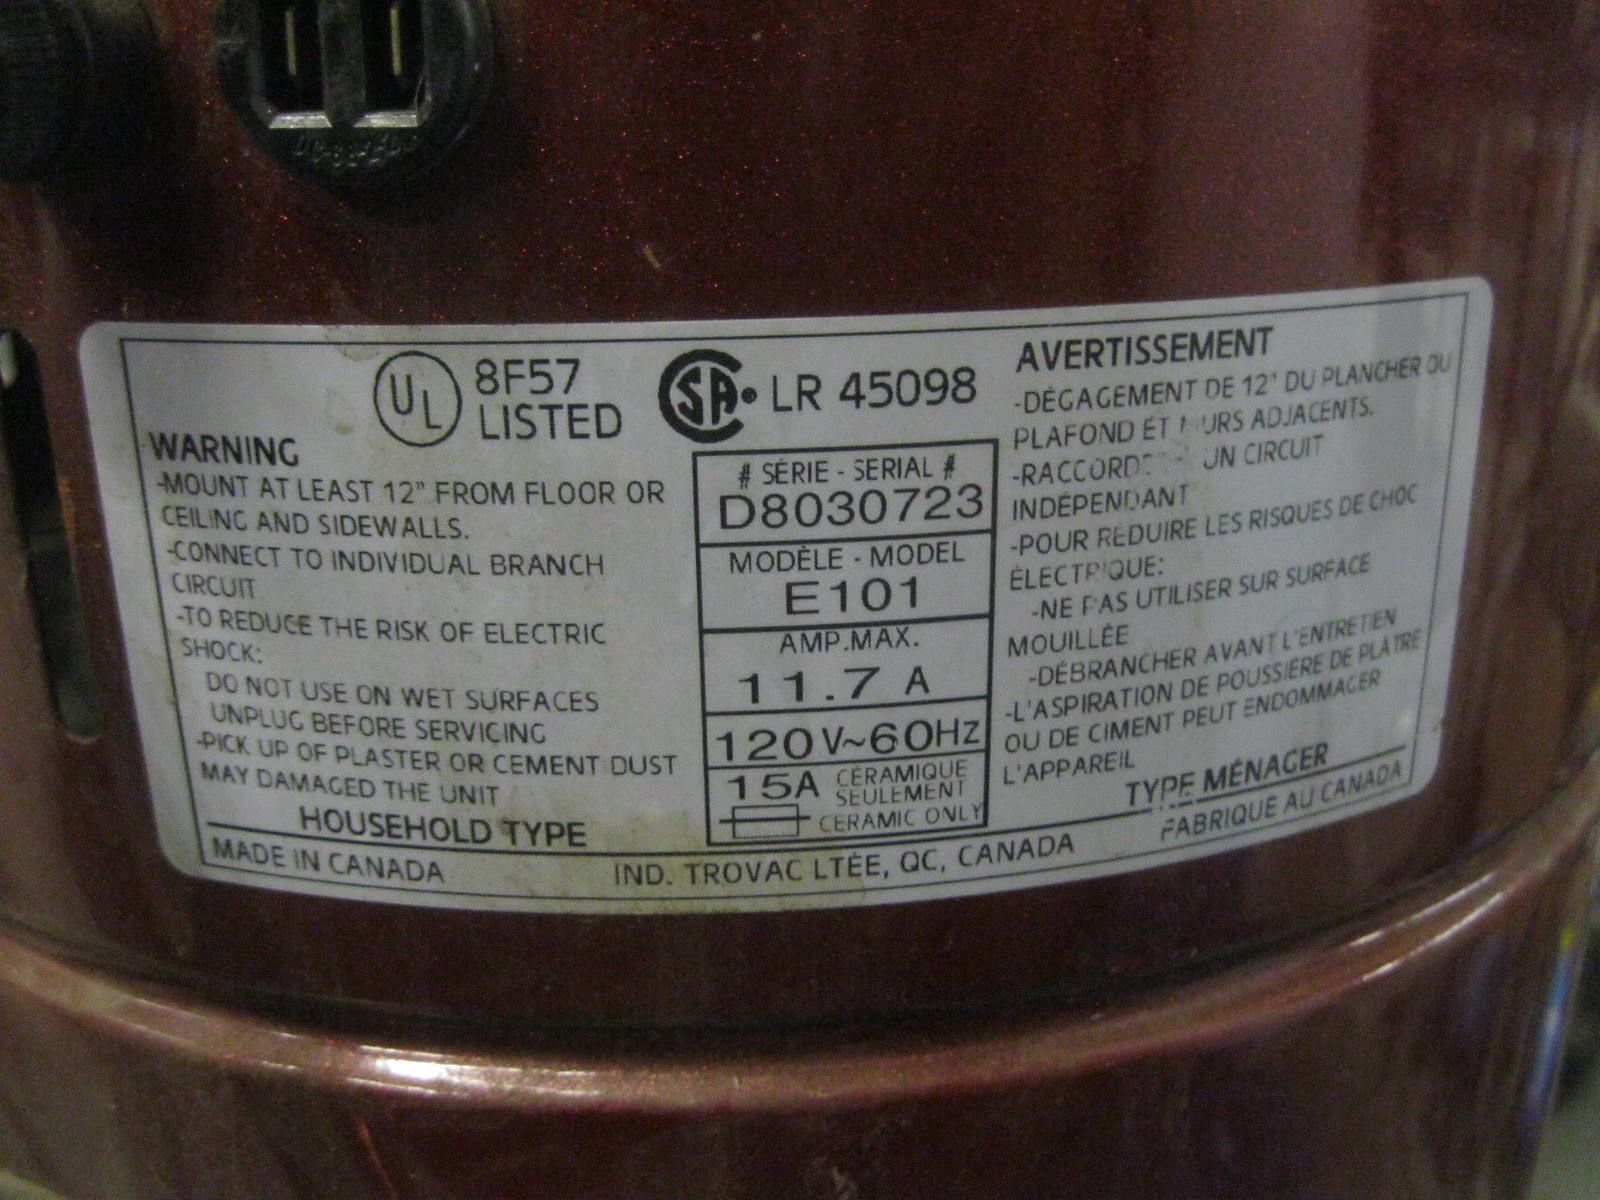 UL
8F57
LISTED
CSA
LR 45098
WARNING
-MOUNT AT LEAST 12" FROM FLOOR OR
CEILING AND SIDEWALLS.
-CONNECT TO INDIVIDUAL BRANCH
CIRCUIT
-TO REDUCE THE RISK OF ELECTRIC
SHOCK:
DO NOT USE ON WET SURFACES
UNPLUG BEFORE SERVICING
-PICK UP OF PLASTER OR CEMENT DUST
MAY DAMAGED THE UNIT
HOUSEHOLD TYPE
# SÉRIE - SERIAL #
D8030723
MODÈLE - MODEL
E101
AMP.MAX.
11.7 A
120V~60Hz
15A CÉRAMIQUE
SEULEMENT
CERAMIC ONLY
AVERTISSEMENT
-DÉGAGEMENT DE 12" DU PLANCHER OU
PLAFOND ET MURS ADJACENTS.
-RACCORD UN CIRCUIT
INDÉPENDANT
-POUR RÉDUIRE LES RISQUES DE CHOC
ÉLECTRIQUE:
-NE PAS UTILISER SUR SURFACE
MOUILLÉE
-DÉBRANCHER AVANT L'ENTRETIEN
-L'ASPIRATION DE POUSSIÈRE DE PLÂTRE
OU DE CIMENT PEUT ENDOMMAGER
L'APPAREIL
TYPE MÉNAGER
MADE IN CANADA
IND. TROVAC LTÉE, QC, CANADA
FABRIQUE AU CANADA